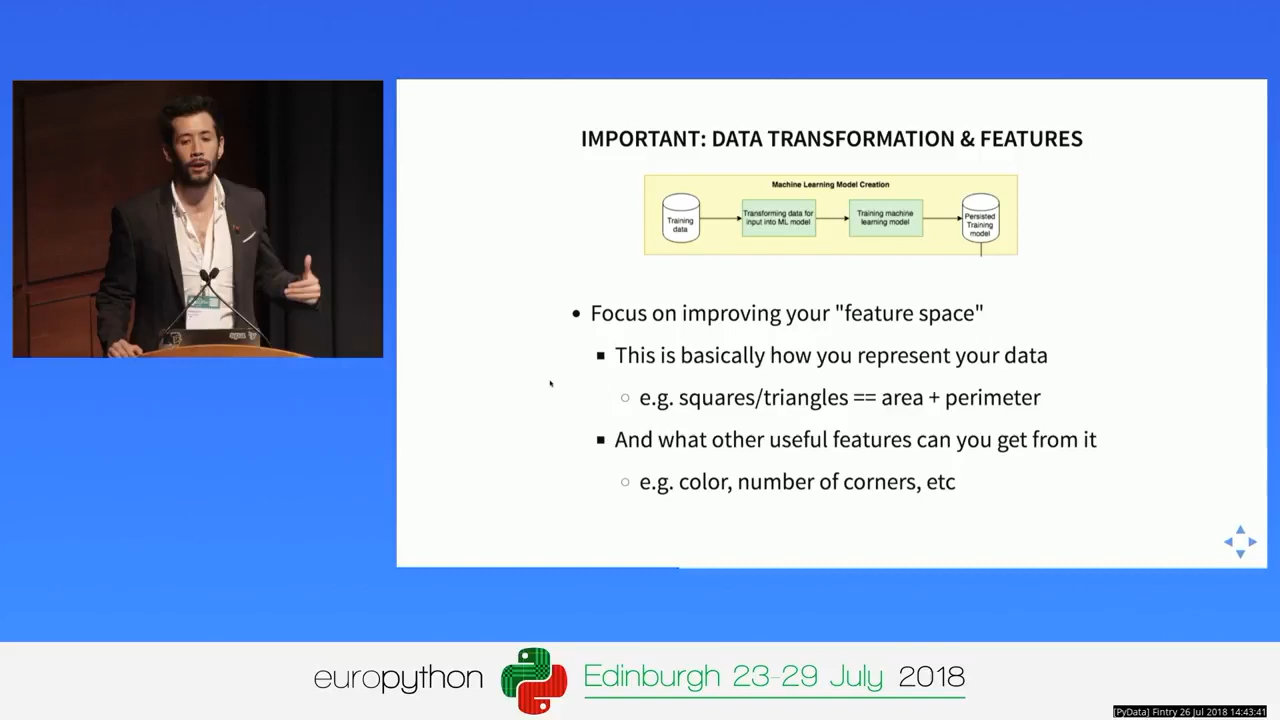 IMPORTANT: DATA TRANSFORMATION & FEATURES
Machine Learning Model Creation
Training
data
Transforming data for
input into ML model
Training machine
learning model
Persisted
Training
model
• Focus on improving your "feature space"
▪ This is basically how you represent your data
○ e.g. squares/triangles == area + perimeter
▪ And what other useful features can you get from it
○ e.g. color, number of corners, etc
europython Edinburgh 23-29 July 2018
[PyData] Fintry 26 Jul 2018 14:43:41